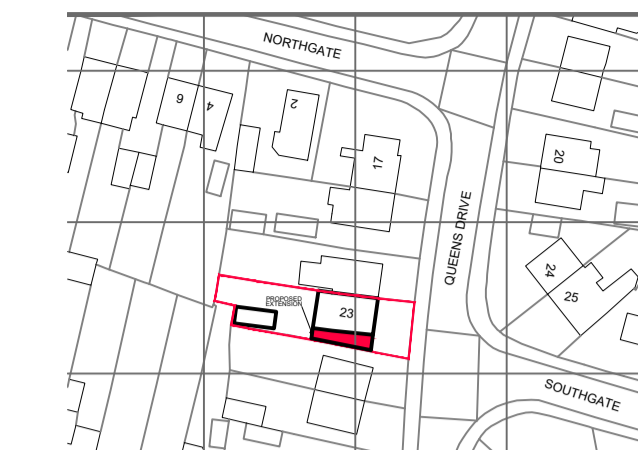 NORTHGATE
6
4
2
17
20
QUEENS DRIVE
24
25
PROPOSED
EXTENSION
23
SOUTHGATE